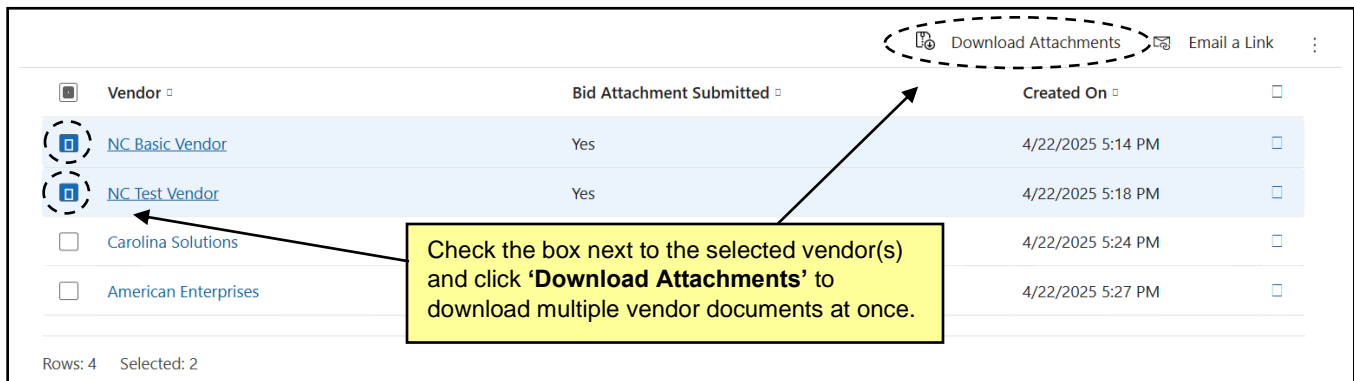 Download Attachments Email a Link
Vendor Bid Attachment Submitted Created On
NC Basic Vendor Yes 4/22/2025 5:14 PM
NC Test Vendor Yes 4/22/2025 5:18 PM
Carolina Solutions 4/22/2025 5:24 PM
American Enterprises 4/22/2025 5:27 PM
Check the box next to the selected vendor(s)
and click ‘Download Attachments’ to
download multiple vendor documents at once.
Rows: 4 Selected: 2